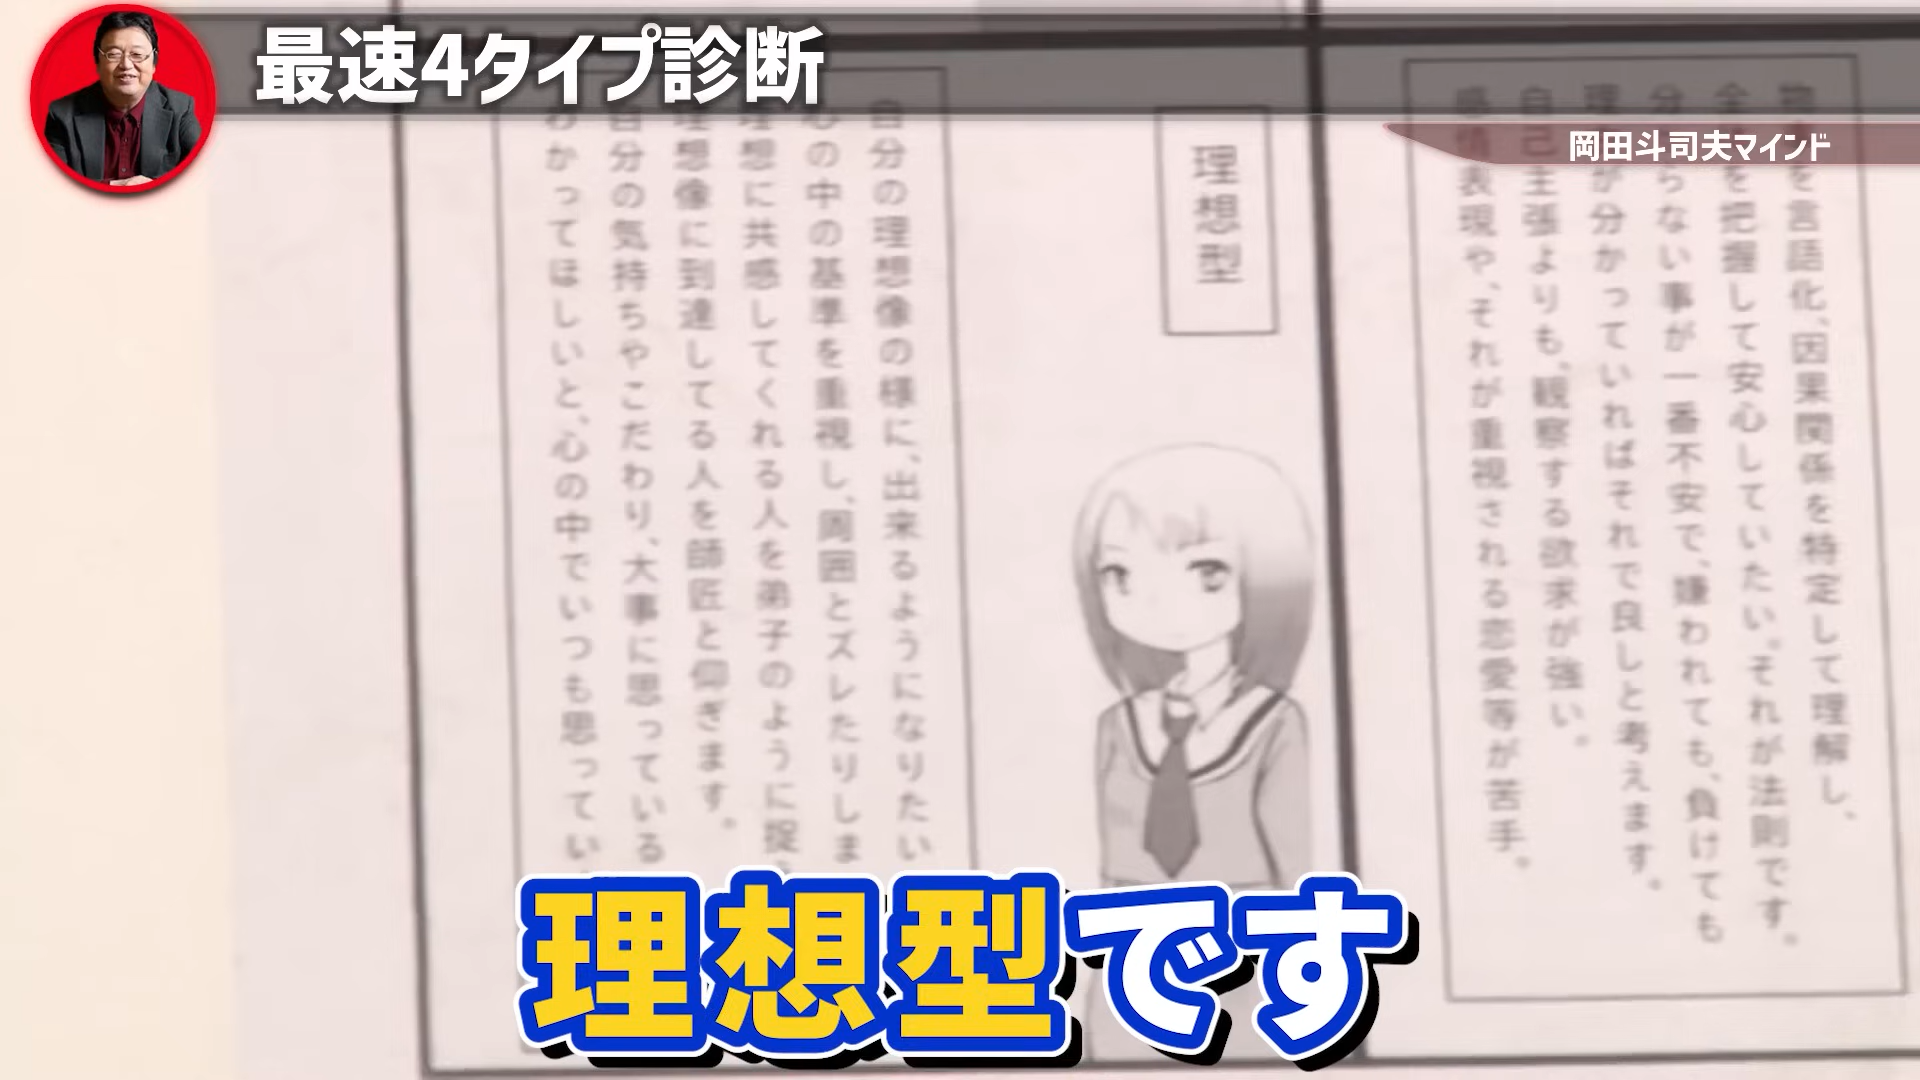 最速4タイプ診断
岡田斗司夫マインド
を言語化、因果関係を特定して理解し、
を把握して安心していたい。それが法則です。
分からない事が一番不安で、嫌われても、負けても
理が分かっていればそれで良しと考えます。
自己主張よりも、観察する欲求が強い。
感情表現や、それが重視される恋愛等が苦手。
理想型
自分の理想像の様に、出来るようになりたい
心の中の基準を重視し、周囲とズレたりしま
理想に共感してくれる人を弟子のように捉
理想像に到達してる人を師匠と仰ぎます。
自分の気持ちやこだわり、大事に思っている
わかってほしいと、心の中でいつも思ってい
理想型です